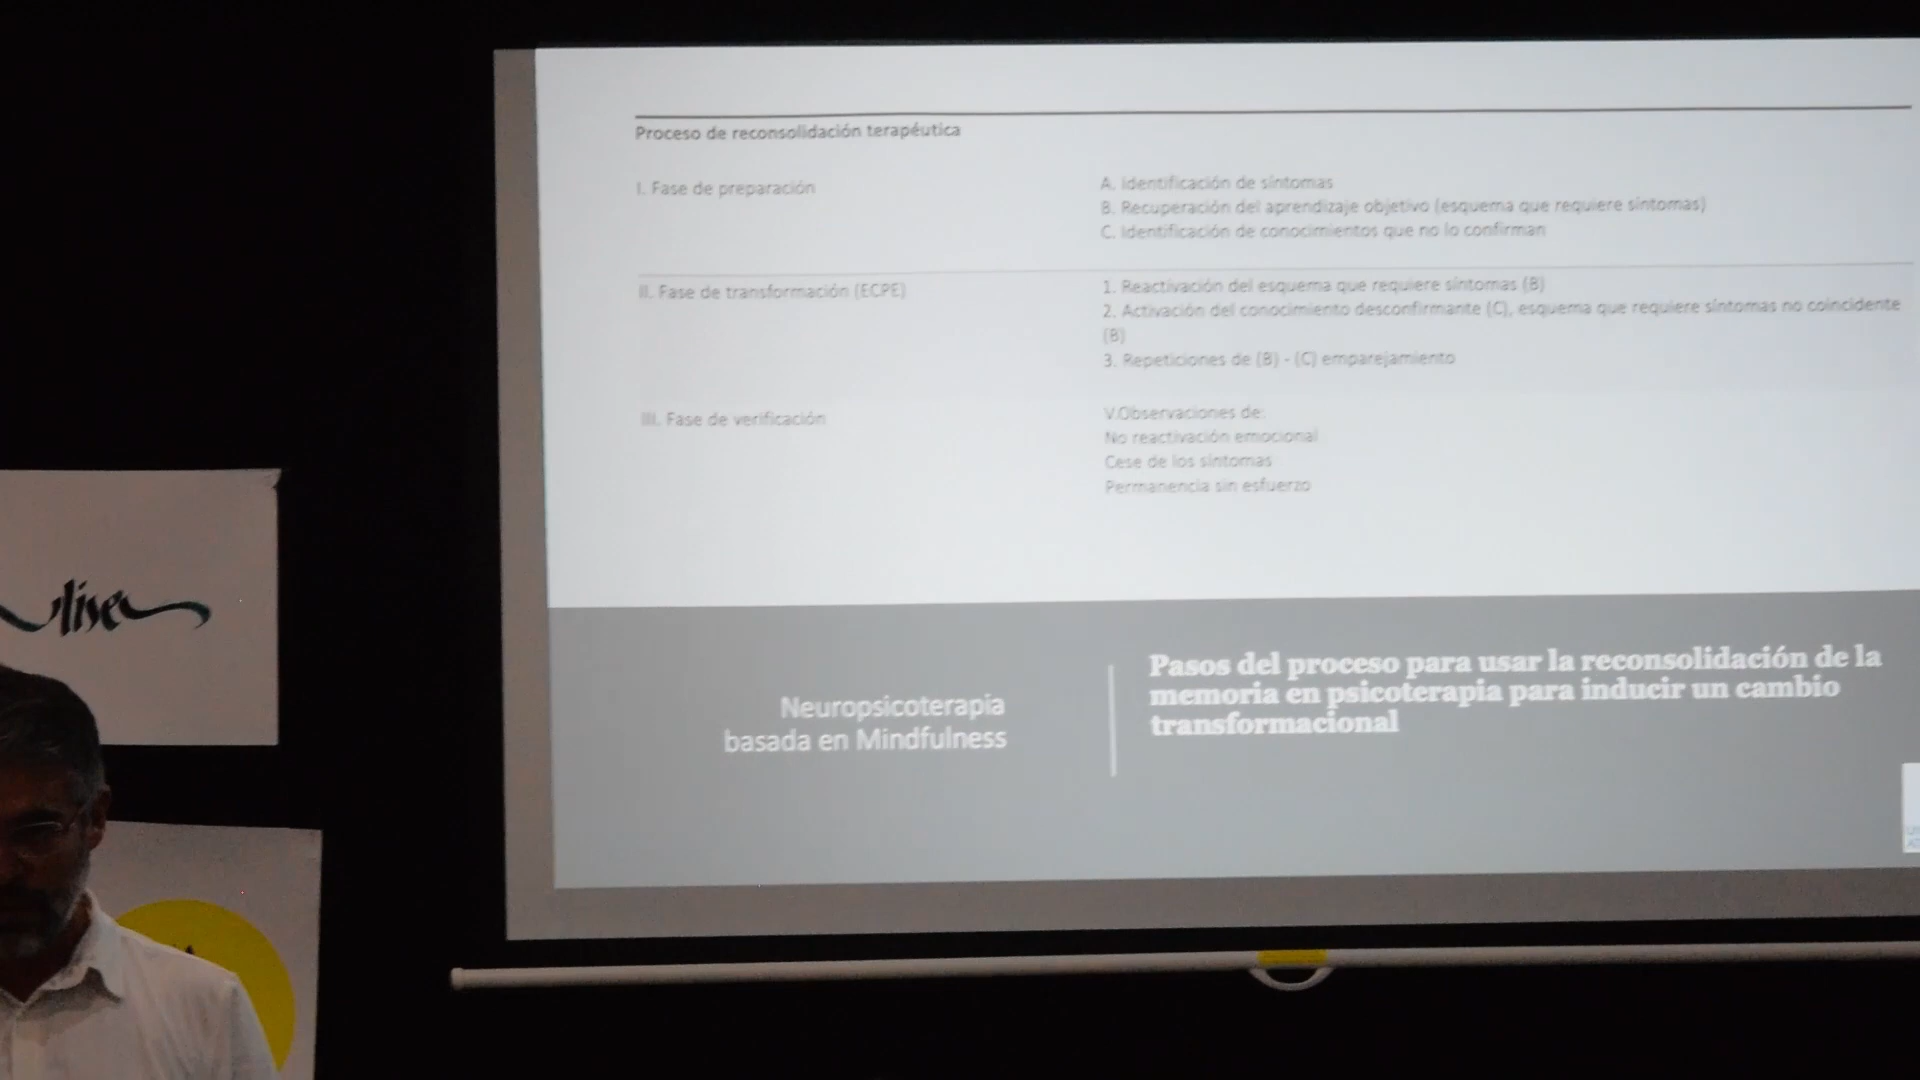 Proceso de reconsolidación terapéutica
I. Fase de preparación
A. Identificación de síntomas
B. Recuperación del aprendizaje objetivo (esquema que requiere síntomas)
C. Identificación de conocimientos que no lo confirman
II. Fase de transformación (ECPE)
1. Reactivación del esquema que requiere síntomas (B)
2. Activación del conocimiento desconfirmante (C), esquema que requiere síntomas no coincidente
(B)
3. Repeticiones de (B) - (C) emparejamiento
III. Fase de verificación
V.Observaciones de:
No reactivación emocional
Cese de los síntomas
Permanencia sin esfuerzo
Neuropsicoterapia
basada en Mindfulness
Pasos del proceso para usar la reconsolidación de la
memoria en psicoterapia para inducir un cambio
transformacional